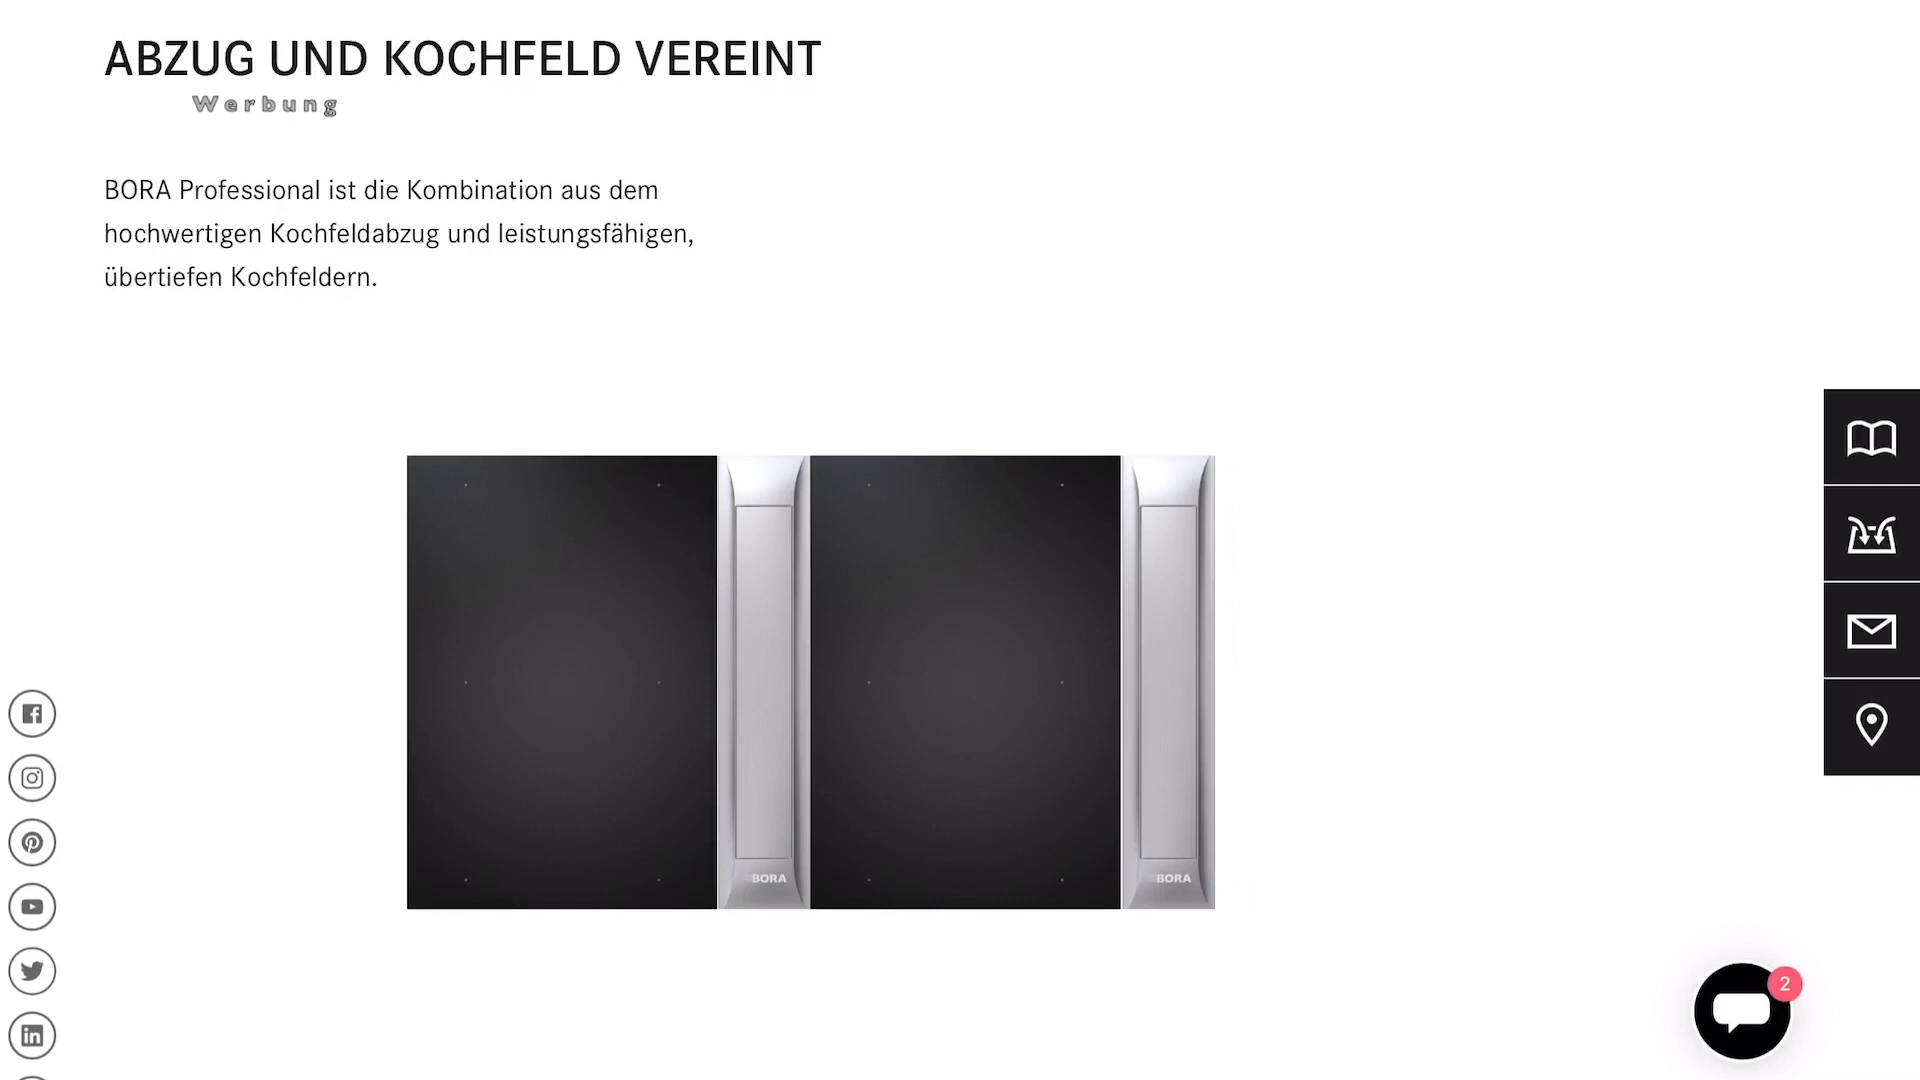 ABZUG UND KOCHFELD VEREINT
Werbung
BORA Professional ist die Kombination aus dem
hochwertigen Kochfeldabzug und leistungsfähigen,
übertiefen Kochfeldern.
BORA
BORA
2